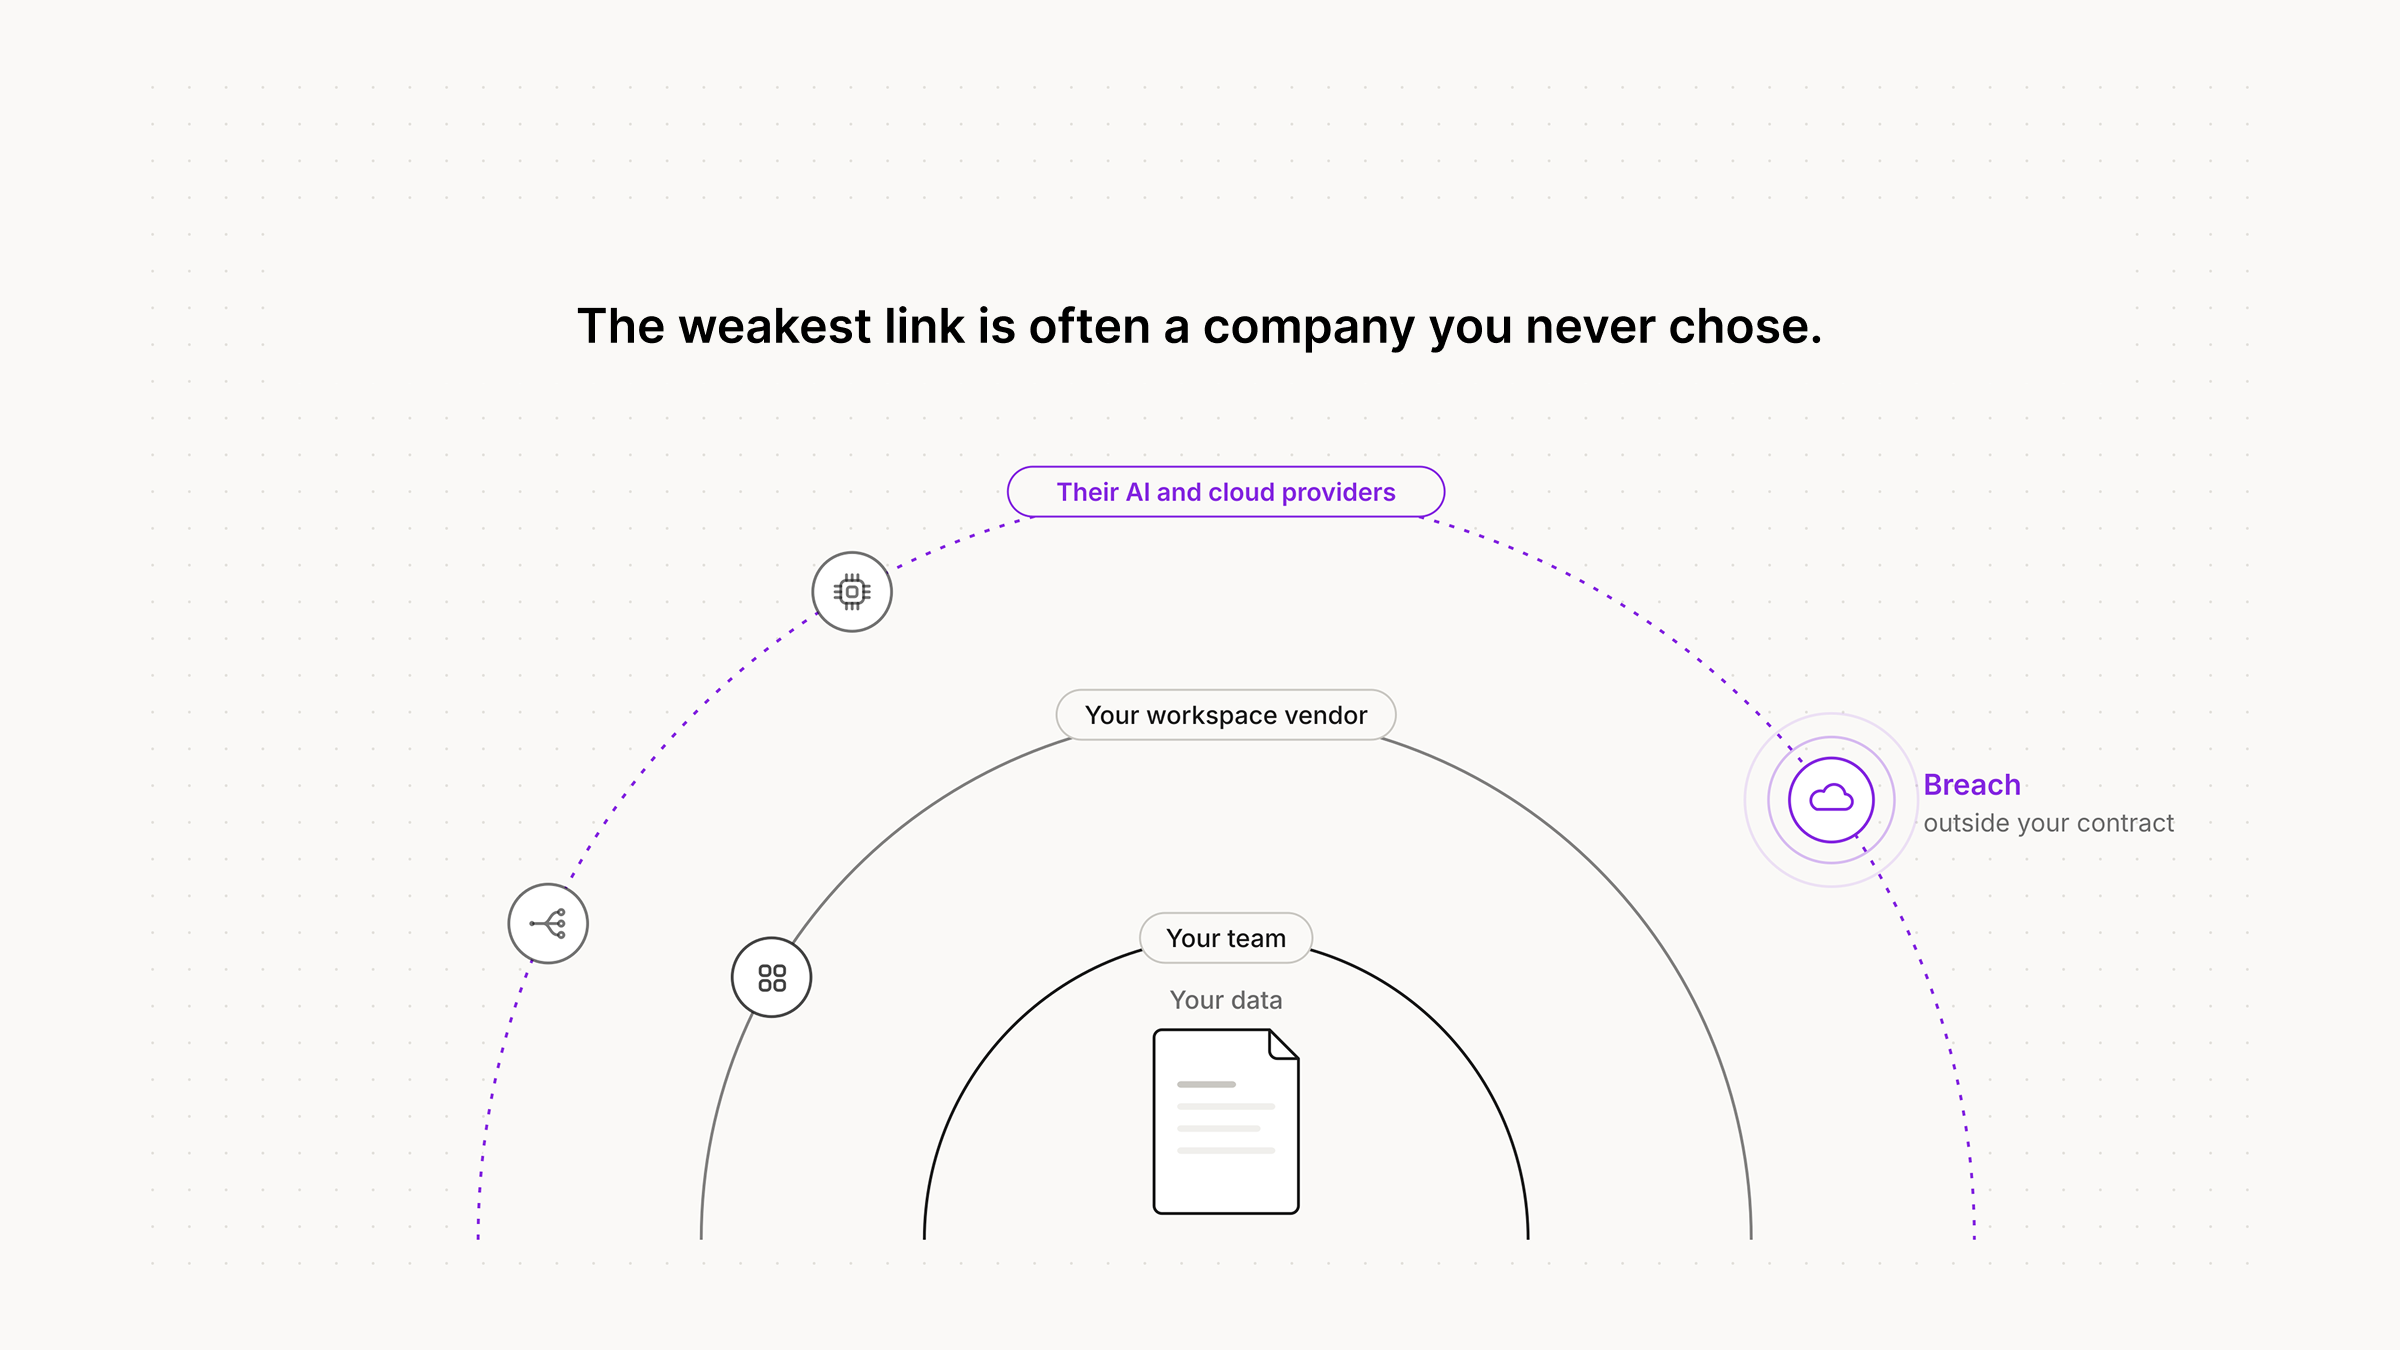 The weakest link is often a company you never chose.
Their AI and cloud providers
Your workspace vendor
Breach
outside your contract
Your team
Your data